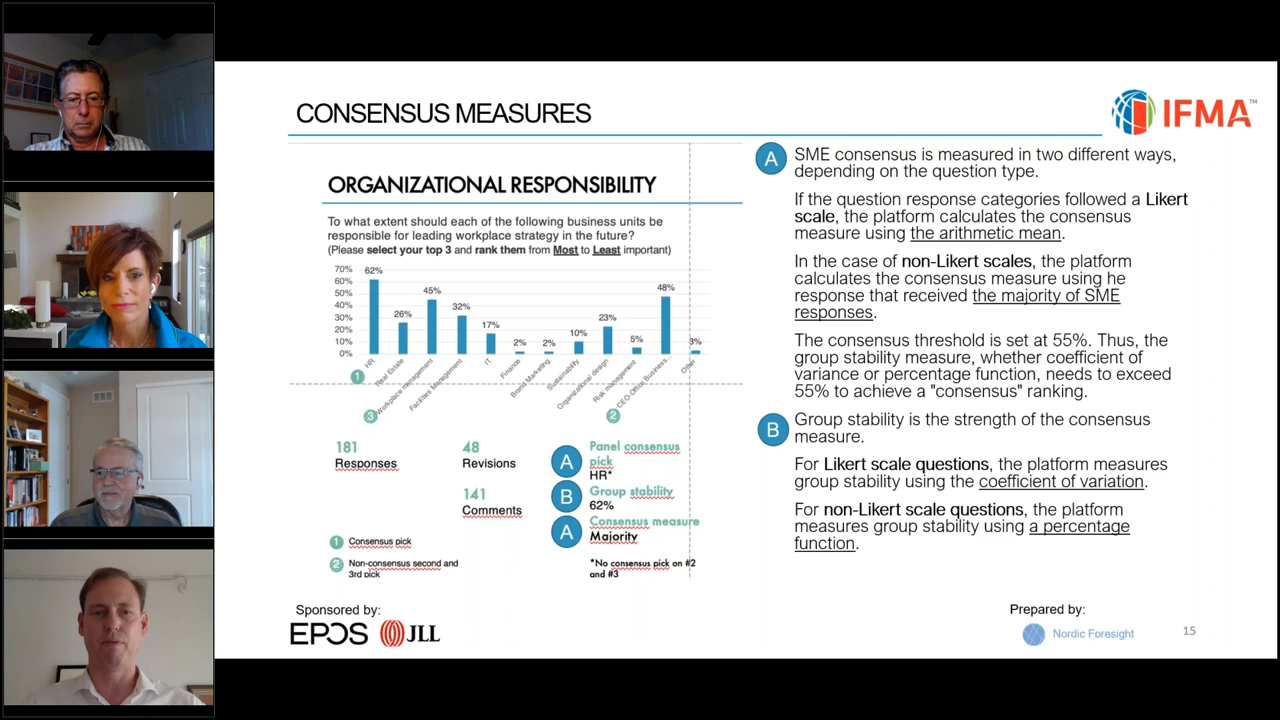 CONSENSUS MEASURES
IFMA™
ORGANIZATIONAL RESPONSIBILITY
To what extent should each of the following business units be
responsible for leading workplace strategy in the future?
(Please select your top 3 and rank them from Most to Least important)
70%
60%
50%
40%
30%
20%
10%
0%
62%
26%
45%
32%
17%
2%
2%
10%
23%
5%
48%
3%
HR
Real Estate
Workplace management
Facilities Management
IT
Finance
Brand Marketing
Sustainability
Organizational design
Risk management
CEO-Office Business
Other
1
3
2
181
Responses
48
Revisions
141
Comments
A
Panel consensus
pick
HR*
B
Group stability
62%
A
Consensus measure
Majority
1 Consensus pick
2 Non-consensus second and
3rd pick
*No consensus pick on #2
and #3
A
SME consensus is measured in two different ways,
depending on the question type.
If the question response categories followed a Likert
scale, the platform calculates the consensus
measure using the arithmetic mean.
In the case of non-Likert scales, the platform
calculates the consensus measure using he
response that received the majority of SME
responses.
The consensus threshold is set at 55%. Thus, the
group stability measure, whether coefficient of
variance or percentage function, needs to exceed
55% to achieve a "consensus" ranking.
B
Group stability is the strength of the consensus
measure.
For Likert scale questions, the platform measures
group stability using the coefficient of variation.
For non-Likert scale questions, the platform
measures group stability using a percentage
function.
Sponsored by:
EPOS JLL
Prepared by:
Nordic Foresight
15